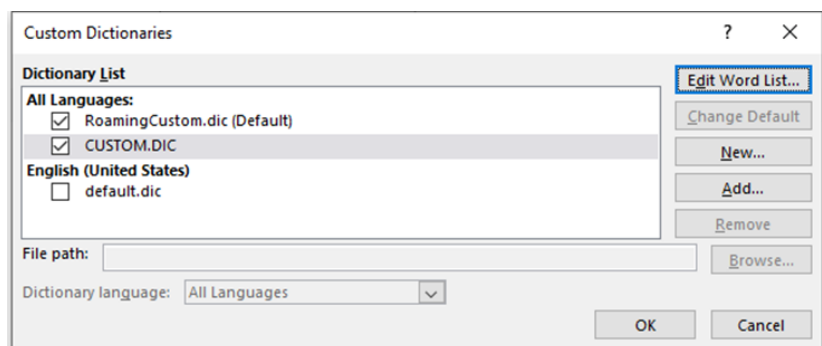 Custom Dictionaries
Dictionary List
Edit Word List...
All Languages:
RoamingCustom.dic (Default)
Change Default
CUSTOM.DIC
New...
English (United States)
default.dic
Add...
Remove
File path:
Browse...
Dictionary language: All Languages
OK Cancel